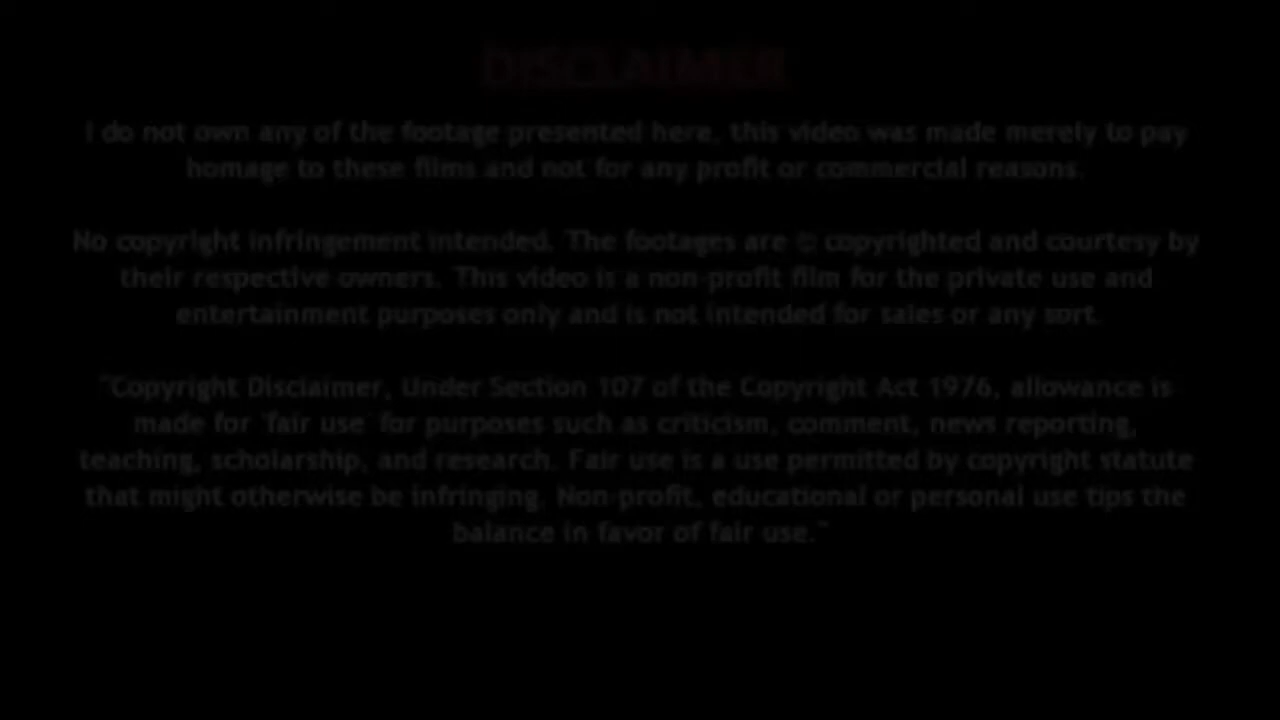 DISCLAIMER
I do not own any of the footage presented here, this video was made merely to pay
homage to these films and not for any profit or commercial reasons.
No copyright infringement intended. The footages are © copyrighted and courtesy by
their respective owners. This video is a non-profit film for the private use and
entertainment purposes only and is not intended for sales or any sort.
"Copyright Disclaimer, Under Section 107 of the Copyright Act 1976, allowance is
made for 'fair use' for purposes such as criticism, comment, news reporting,
teaching, scholarship, and research. Fair use is a use permitted by copyright statute
that might otherwise be infringing. Non-profit, educational or personal use tips the
balance in favor of fair use."